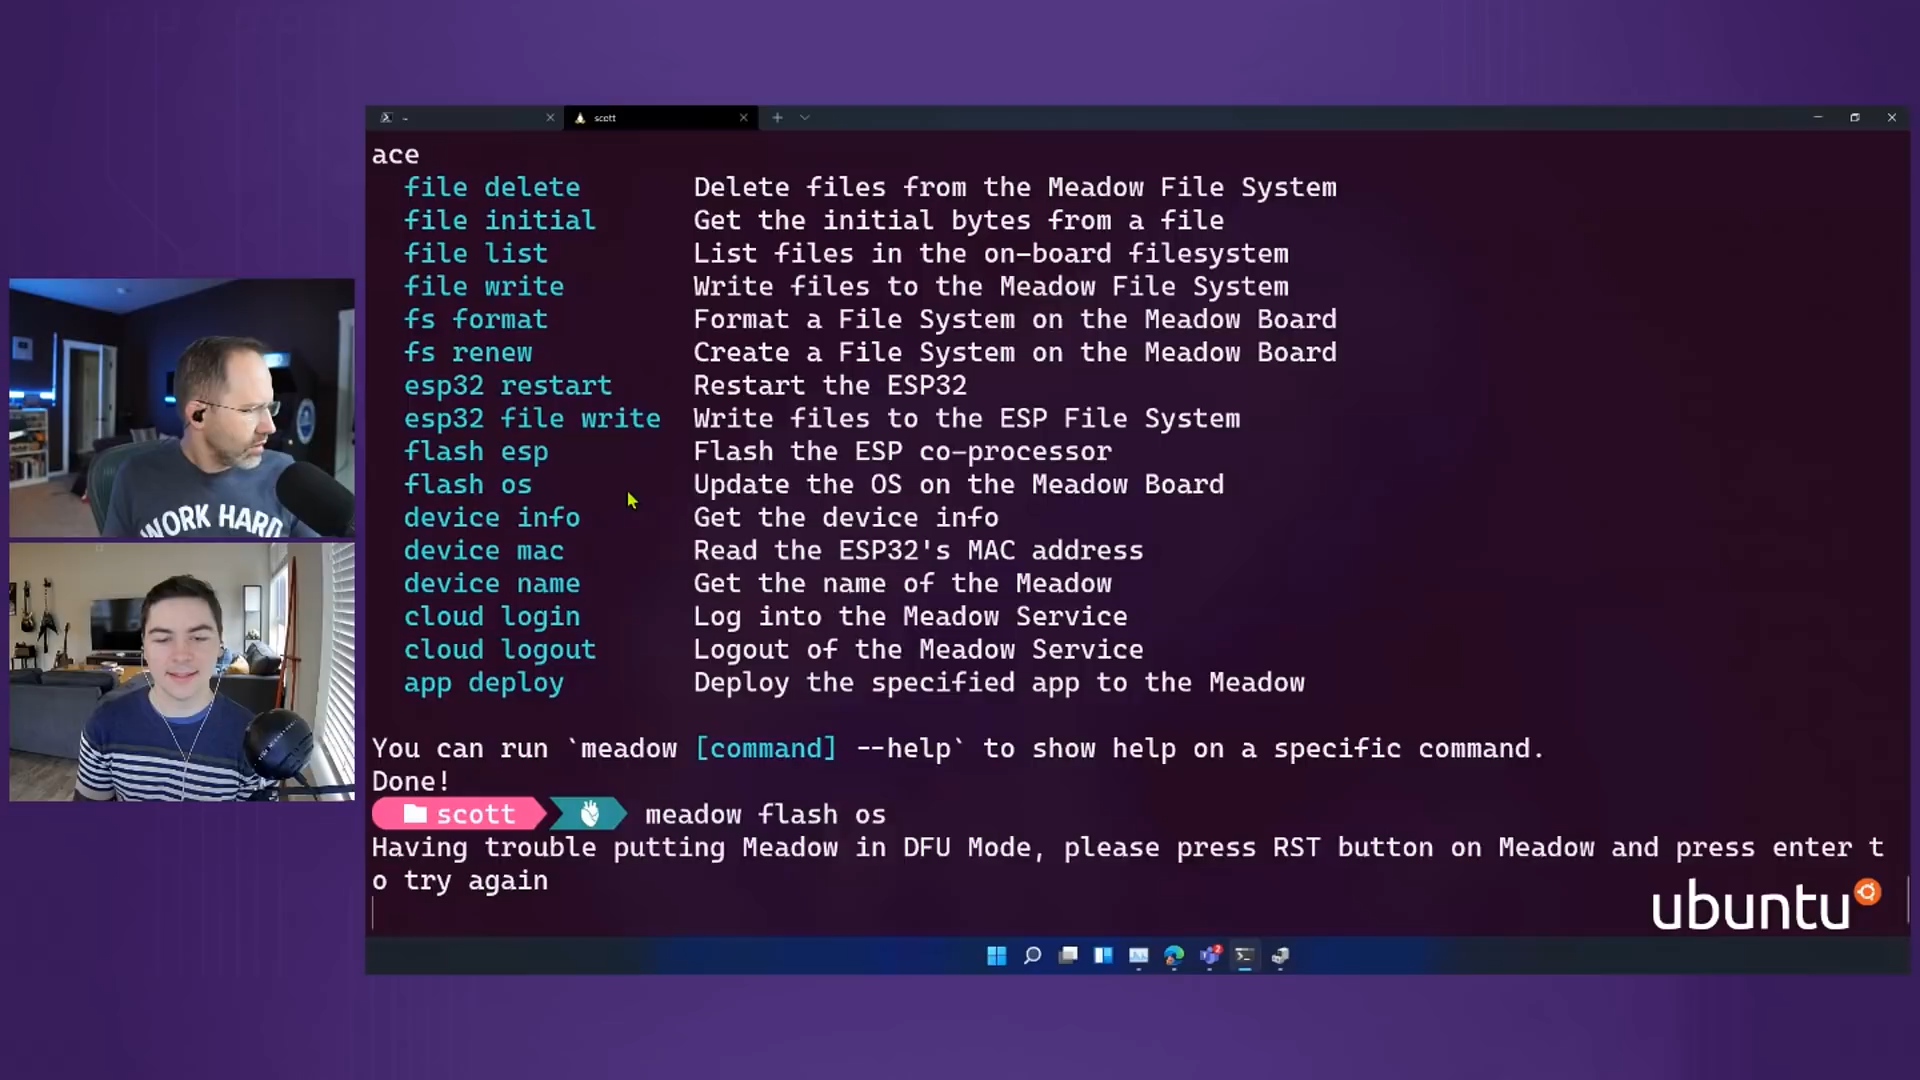 ~
scott
ace
file delete Delete files from the Meadow File System
file initial Get the initial bytes from a file
file list List files in the on-board filesystem
file write Write files to the Meadow File System
fs format Format a File System on the Meadow Board
fs renew Create a File System on the Meadow Board
esp32 restart Restart the ESP32
esp32 file write Write files to the ESP File System
flash esp Flash the ESP co-processor
flash os Update the OS on the Meadow Board
device info Get the device info
device mac Read the ESP32's MAC address
device name Get the name of the Meadow
cloud login Log into the Meadow Service
cloud logout Logout of the Meadow Service
app deploy Deploy the specified app to the Meadow
You can run `meadow [command] --help` to show help on a specific command.
Done!
scott meadow flash os
Having trouble putting Meadow in DFU Mode, please press RST button on Meadow and press enter t
o try again
ubuntu
WORK HARD